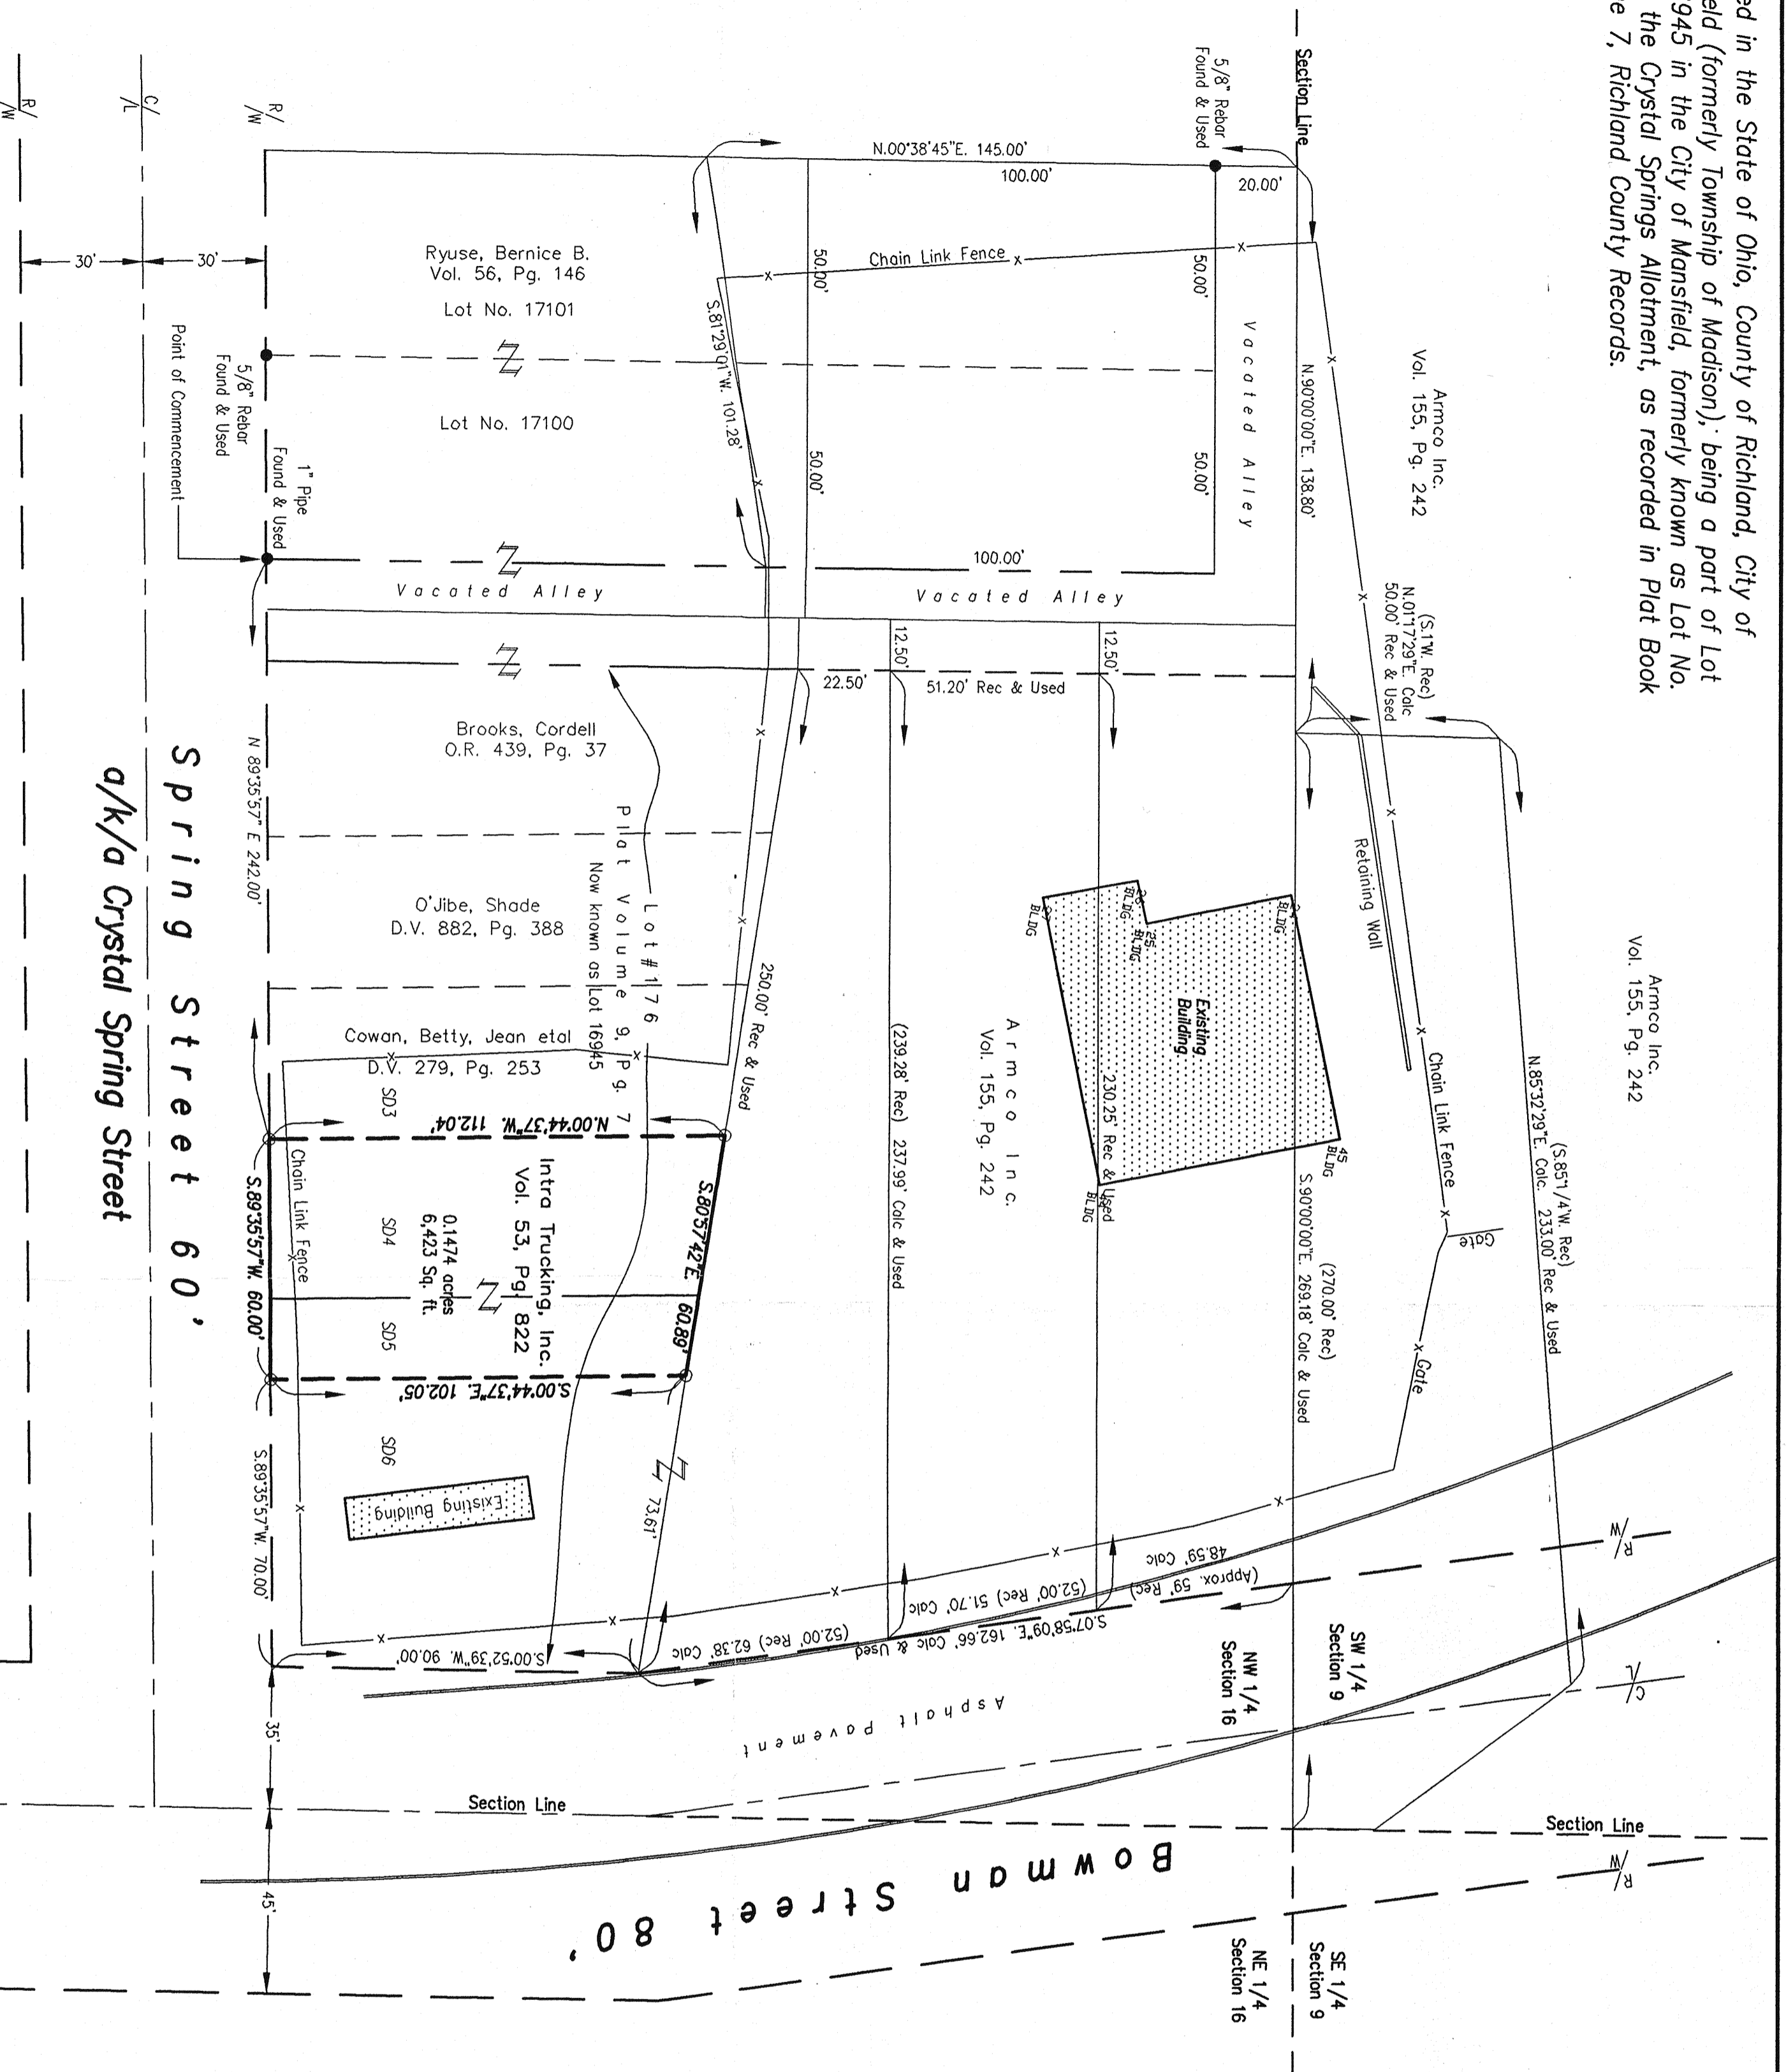 ed in the State of Ohio, County of Richland, City of
eld (formerly Township of Madison); being a part of Lot
945 in the City of Mansfield, formerly known as Lot No.
the Crystal Springs Allotment, as recorded in Plat Book
e 7, Richland County Records.
Section Line
5/8" Rebar
Found & Used
N.00°38'45"E. 145.00'
100.00'
20.00'
Armco Inc.
Vol. 155, Pg. 242
N.90°00'00"E. 138.80'
Vacated Alley
50.00'
50.00'
Chain Link Fence
50.00'
50.00'
S.81°29'01"W. 101.28'
Ryuse, Bernice B.
Vol. 56, Pg. 146
Lot No. 17101
Lot No. 17100
R/W
C/L
R/W
30'
30'
Point of Commencement
5/8" Rebar
Found & Used
1" Pipe
Found & Used
100.00'
Vacated Alley
Vacated Alley
(S.1°W. Rec)
N.01°17'29"E. Calc
50.00' Rec & Used
12.50'
12.50'
22.50'
51.20' Rec & Used
Brooks, Cordell
O.R. 439, Pg. 37
N 89°35'57" E 242.00'
Spring Street 60'
a/k/a Crystal Spring Street
O'Jibe, Shade
D.V. 882, Pg. 388
Lot #176
Plat Volume 9, Pg. 7
Now known as Lot 16945
250.00' Rec & Used
Cowan, Betty, Jean etal
D.V. 279, Pg. 253
SD3
N.00°44'37"W. 112.04'
Chain Link Fence
S.89°35'57"W. 60.00'
Intra Trucking, Inc.
Vol. 53, Pg. 822
0.1474 acres
6,423 Sq. ft.
SD4
SD5
S.80°57'42"E. 60.89'
S.00°44'37"E. 102.05'
SD6
Existing Building
S.89°35'57"W. 70.00'
73.61'
S.00°52'39"W. 90.00'
35'
45'
Retaining Wall
BLDG
BLDG
25
BLDG
BLDG
Existing
Building
45
BLDG
BLDG
Armco Inc.
Vol. 155, Pg. 242
(239.28' Rec) 237.99' Calc & Used
230.25' Rec & Used
(270.00' Rec)
S.90°00'00"E. 269.18' Calc & Used
Armco Inc.
Vol. 155, Pg. 242
Chain Link Fence
Gate
Gate
(S.85°1/4'W. Rec)
N.85°32'29"E. Calc. 233.00' Rec & Used
48.59' Calc
(Approx. 59' Rec)
(52.00' Rec) 51.70' Calc
S.07°58'09"E. 162.66' Calc & Used
(52.00' Rec) 62.38' Calc
Asphalt Pavement
Section Line
Bowman Street 80'
SW 1/4
Section 9
NW 1/4
Section 16
SE 1/4
Section 9
NE 1/4
Section 16
Section Line
R/W
C/L
R/W